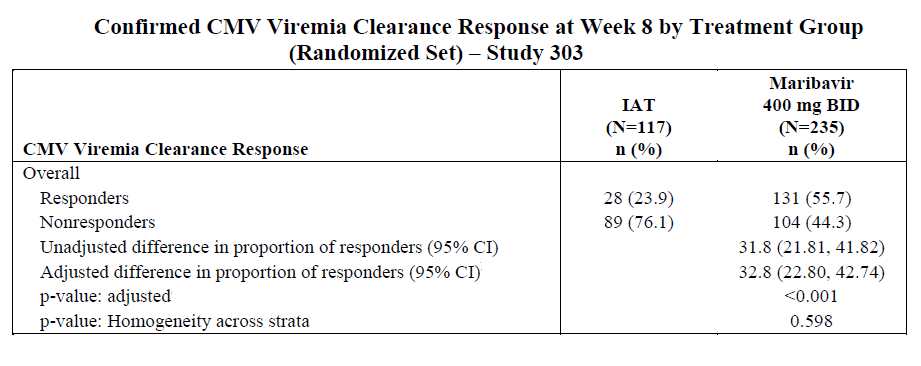 Confirmed CMV Viremia Clearance Response at Week 8 by Treatment Group
(Randomized Set) – Study 303
CMV Viremia Clearance Response IAT (N=117) n (%) Maribavir 400 mg BID (N=235) n (%)
Overall
Responders 28 (23.9) 131 (55.7)
Nonresponders 89 (76.1) 104 (44.3)
Unadjusted difference in proportion of responders (95% CI) 31.8 (21.81, 41.82)
Adjusted difference in proportion of responders (95% CI) 32.8 (22.80, 42.74)
p-value: adjusted <0.001
p-value: Homogeneity across strata 0.598